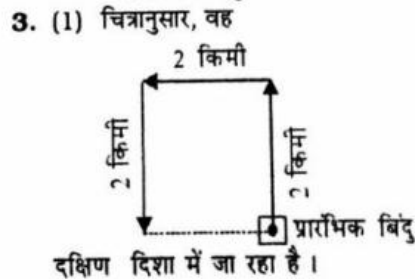 3. (1) चित्रानुसार, वह
2 किमी
2 किमी
2 किमी
प्रारंभिक बिंदु
दक्षिण दिशा में जा रहा है ।